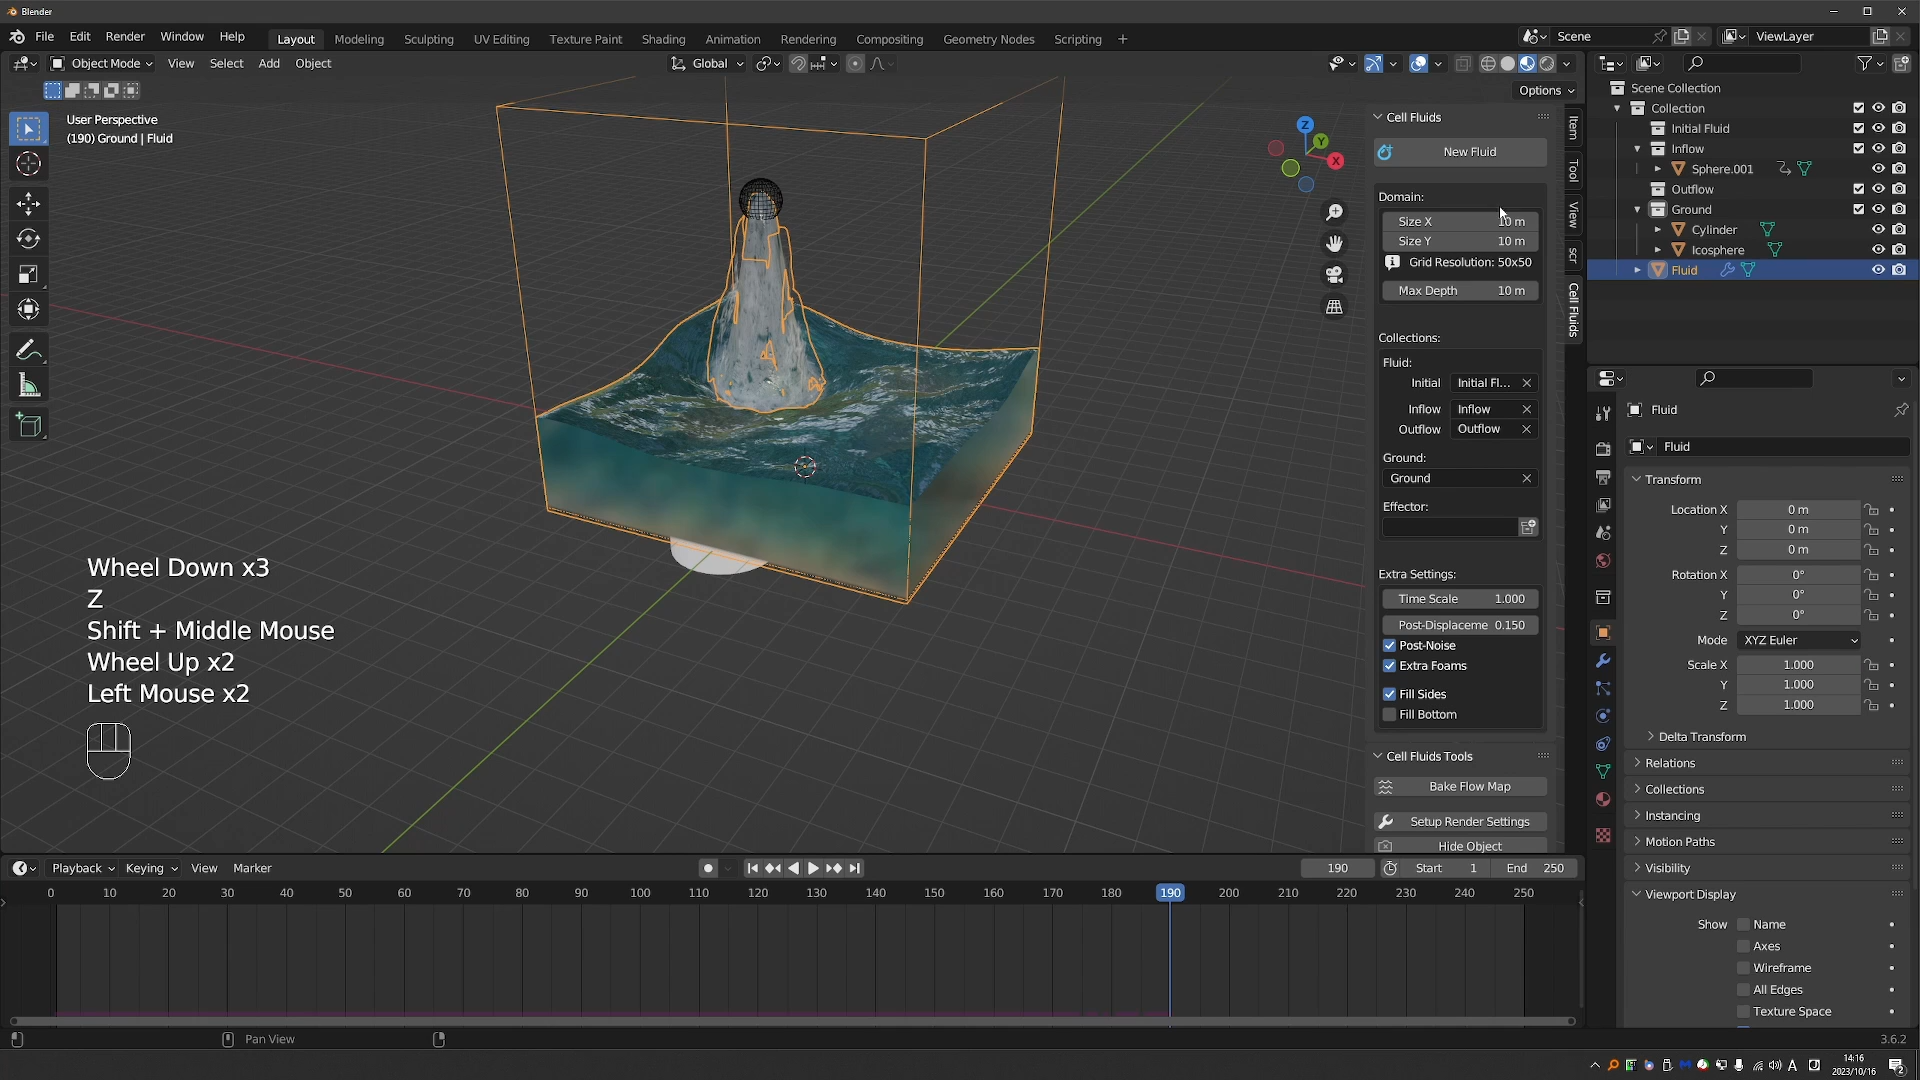 Blender
File Edit Render Window Help
Layout Modeling Sculpting UV Editing Texture Paint Shading Animation Rendering Compositing Geometry Nodes Scripting +
Scene
ViewLayer
Object Mode View Select Add Object
Global
Options
User Perspective
(190) Ground | Fluid
Z
Y
X
Wheel Down x3
Z
Shift + Middle Mouse
Wheel Up x2
Left Mouse x2
Cell Fluids
New Fluid
Domain:
Size X 10 m
Size Y 10 m
Grid Resolution: 50x50
Max Depth 10 m
Collections:
Fluid:
Initial Initial Fl...
Inflow Inflow
Outflow Outflow
Ground:
Ground
Effector:
Extra Settings:
Time Scale 1.000
Post-Displaceme 0.150
Post-Noise
Extra Foams
Fill Sides
Fill Bottom
Cell Fluids Tools
Bake Flow Map
Setup Render Settings
Hide Object
Item
Tool
View
scr
Cell Fluids
Scene Collection
Collection
Initial Fluid
Inflow
Sphere.001
Outflow
Ground
Cylinder
Icosphere
Fluid
Fluid
Fluid
Transform
Location X 0 m
Y 0 m
Z 0 m
Rotation X 0°
Y 0°
Z 0°
Mode XYZ Euler
Scale X 1.000
Y 1.000
Z 1.000
Delta Transform
Relations
Collections
Instancing
Motion Paths
Visibility
Viewport Display
Show Name
Axes
Wireframe
All Edges
Texture Space
Playback Keying View Marker
190 Start 1 End 250
0 10 20 30 40 50 60 70 80 90 100 110 120 130 140 150 160 170 180 190 200 210 220 230 240 250
Pan View
3.6.2
A
14:16
2023/10/16
2